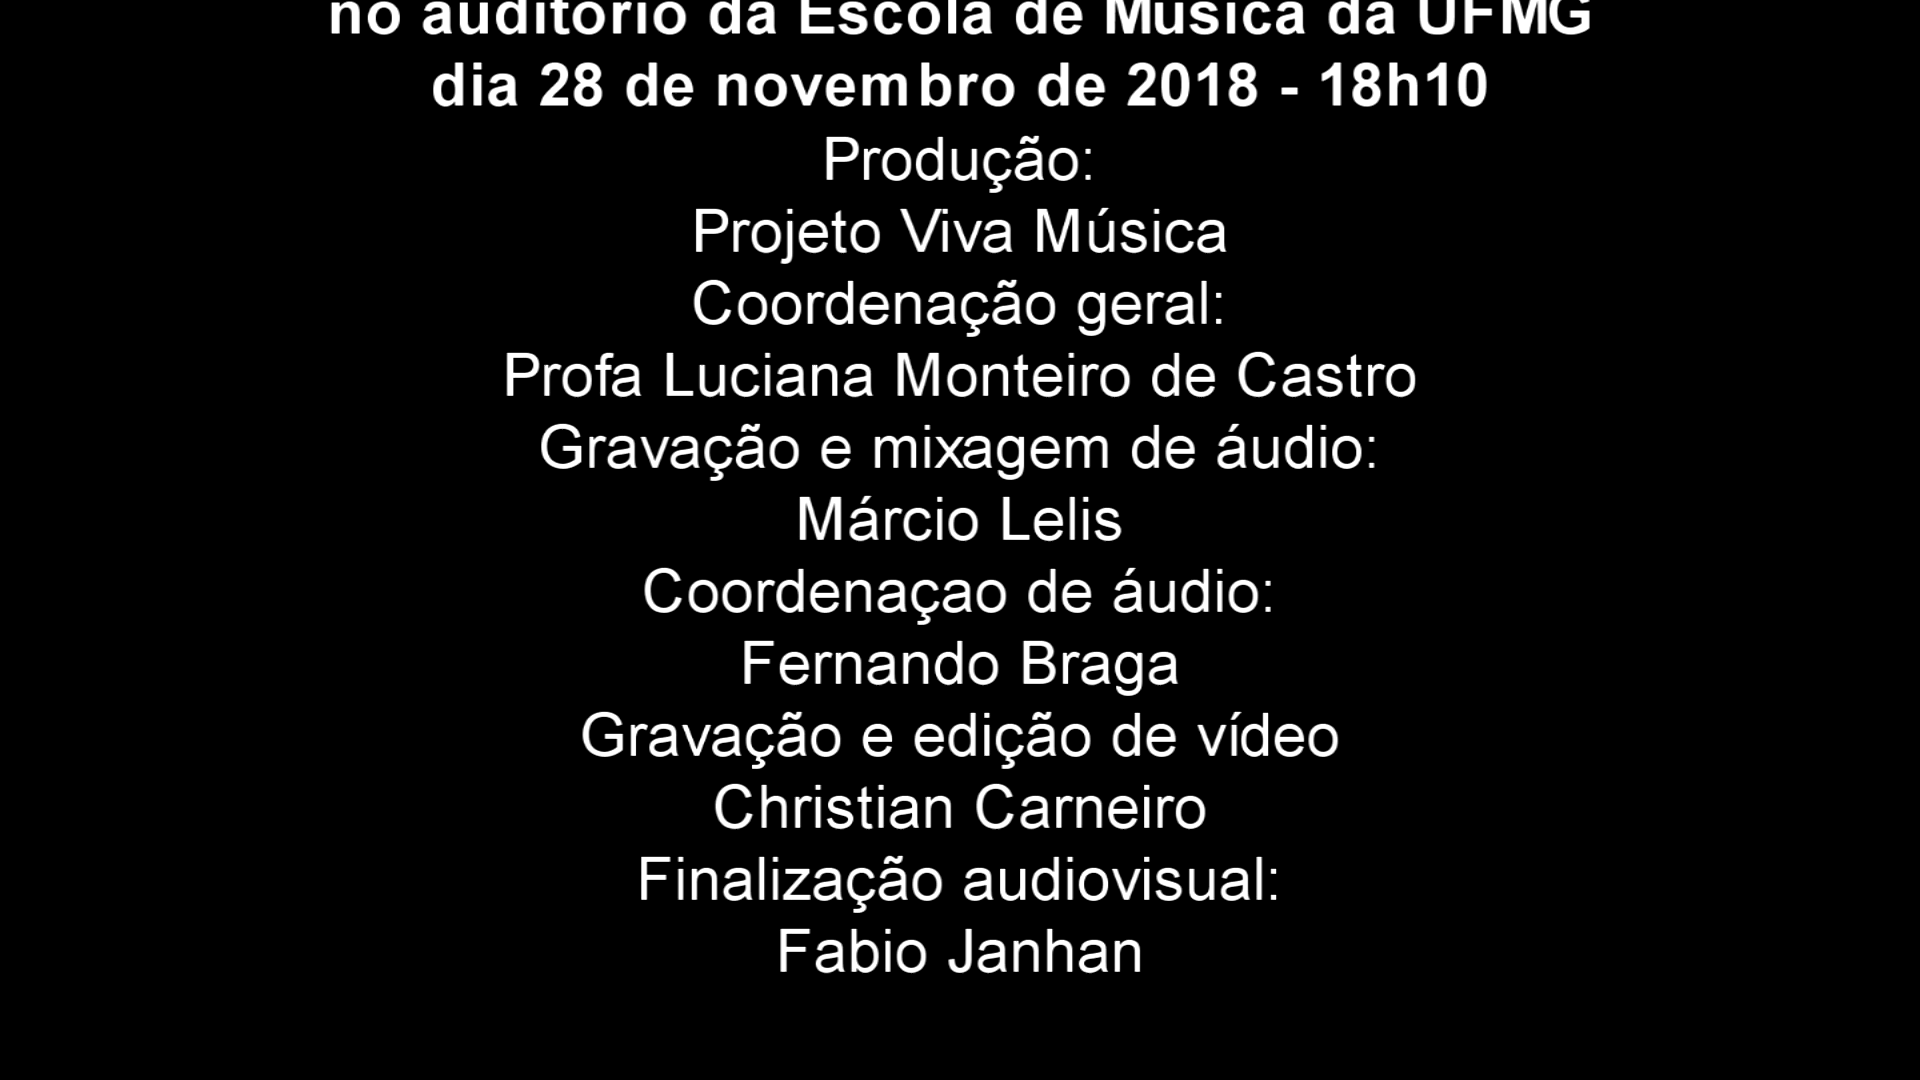 no auditório da Escola de Música da UFMG
dia 28 de novembro de 2018 - 18h10
Produção:
Projeto Viva Música
Coordenação geral:
Profa Luciana Monteiro de Castro
Gravação e mixagem de áudio:
Márcio Lelis
Coordenaçao de áudio:
Fernando Braga
Gravação e edição de vídeo
Christian Carneiro
Finalização audiovisual:
Fabio Janhan